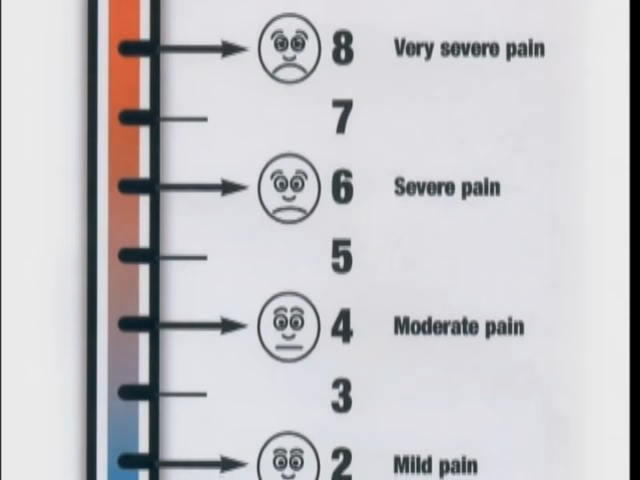 8 Very severe pain
7
6 Severe pain
5
4 Moderate pain
3
2 Mild pain